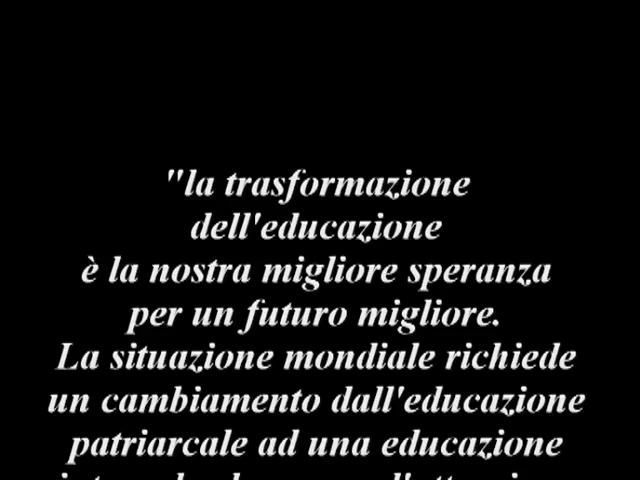 "la trasformazione
dell'educazione
è la nostra migliore speranza
per un futuro migliore.
La situazione mondiale richiede
un cambiamento dall'educazione
patriarcale ad una educazione